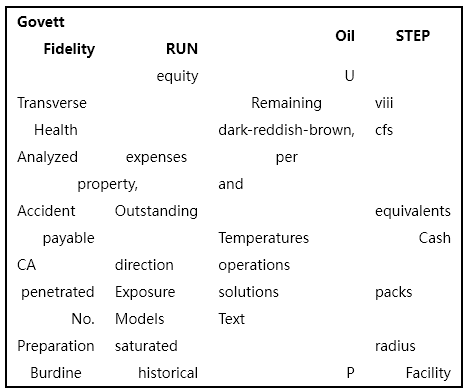 Govett
Fidelity RUN Oil STEP
equity U
Transverse Remaining viii
Health dark-reddish-brown, cfs
Analyzed expenses per
property, and
Accident Outstanding equivalents
payable Temperatures Cash
CA direction operations
penetrated Exposure solutions packs
No. Models Text
Preparation saturated radius
Burdine historical P Facility